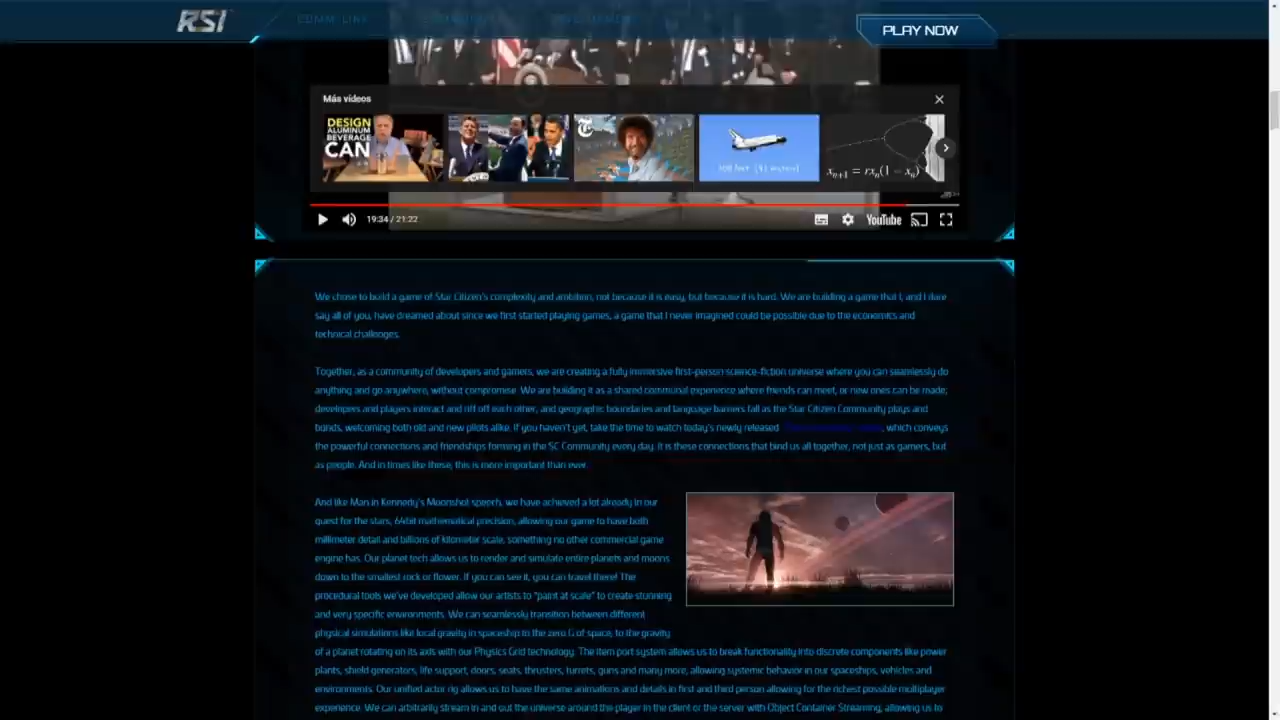 RSI
COMM-LINK
PLAY NOW
Más vídeos
DESIGN
ALUMINUM
BEVERAGE
CAN
xn+1 = rxn(1 − xn)
19:34 / 21:22
YouTube
We chose to build a game of Star Citizen's complexity and ambition, not because it is easy, but because it is hard. We are building a game that I, and I dare
say all of you, have dreamed about since we first started playing games, a game that I never imagined could be possible due to the economics and
technical challenges.
Together, as a community of developers and gamers, we are creating a fully immersive first-person science-fiction universe where you can seamlessly do
anything and go anywhere, without compromise. We are building it as a shared communal experience where friends can meet, or new ones can be made;
developers and players interact and riff off each other, and geographic boundaries and language barriers fall as the Star Citizen Community plays and
bonds, welcoming both old and new pilots alike. If you haven't yet, take the time to watch today's newly released , which conveys
the powerful connections and friendships forming in the SC Community every day. It is these connections that bind us all together, not just as gamers, but
as people. And in times like these, this is more important than ever.
And like Man in Kennedy's Moonshot speech, we have achieved a lot already in our
quest for the stars, 64bit mathematical precision, allowing our game to have both
millimeter detail and billions of kilometer scale, something no other commercial game
engine has. Our planet tech allows us to render and simulate entire planets and moons
down to the smallest rock or flower. If you can see it, you can travel there! The
procedural tools we've developed allow our artists to "paint at scale" to create stunning
and very specific environments. We can seamlessly transition between different
physical simulations like local gravity in spaceship to the zero G of space, to the gravity
of a planet rotating on its axis with our Physics Grid technology. The item port system allows us to break functionality into discrete components like power
plants, shield generators, life support, doors, seats, thrusters, turrets, guns and many more, allowing systemic behavior in our spaceships, vehicles and
environments. Our unified actor rig allows us to have the same animations and details in first and third person allowing for the richest possible multiplayer
experience. We can arbitrarily stream in and out the universe around the player in the client or the server with Object Container Streaming, allowing us to